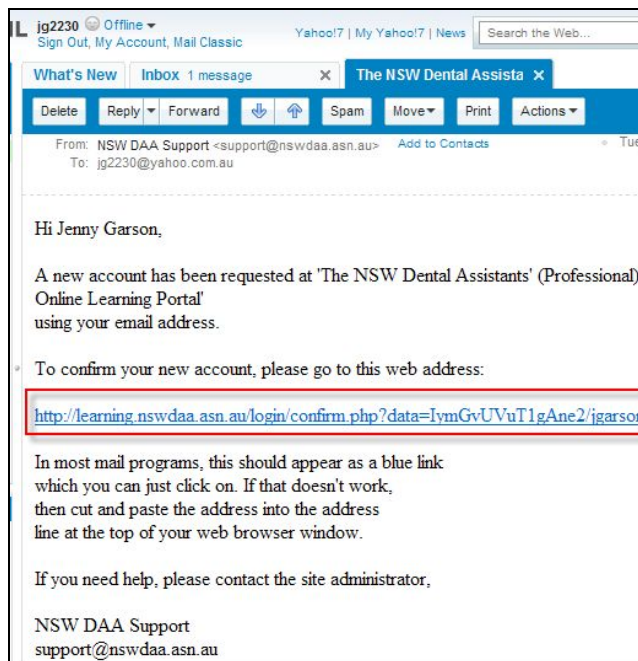 jg2230 Offline
Sign Out, My Account, Mail Classic
Yahoo!7 | My Yahoo!7 | News
Search the Web...
What's New Inbox 1 message The NSW Dental Assista
Delete Reply Forward Spam Move Print Actions
From: NSW DAA Support <support@nswdaa.asn.au> Add to Contacts Tue
To: jg2230@yahoo.com.au
Hi Jenny Garson,
A new account has been requested at 'The NSW Dental Assistants' (Professional)
Online Learning Portal'
using your email address.
To confirm your new account, please go to this web address:
http://learning.nswdaa.asn.au/login/confirm.php?data=IymGvUVuT1gAne2/jgarson
In most mail programs, this should appear as a blue link
which you can just click on. If that doesn't work,
then cut and paste the address into the address
line at the top of your web browser window.
If you need help, please contact the site administrator,
NSW DAA Support
support@nswdaa.asn.au